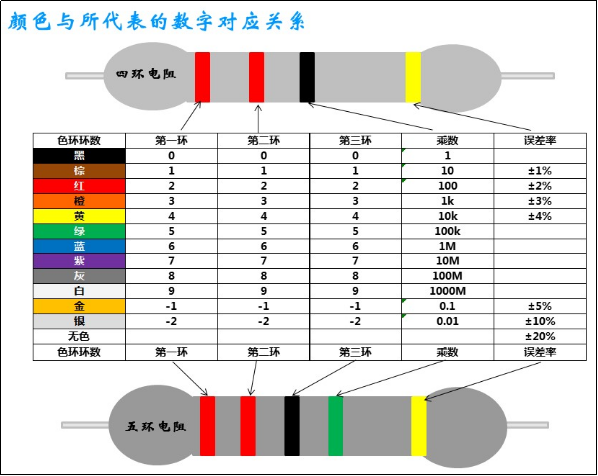 颜色与所代表的数字对应关系
四环电阻
色环环数 第一环 第二环 第三环 乘数 误差率
黑 0 0 0 1
棕 1 1 1 10 ±1%
红 2 2 2 100 ±2%
橙 3 3 3 1k ±3%
黄 4 4 4 10k ±4%
绿 5 5 5 100k
蓝 6 6 6 1M
紫 7 7 7 10M
灰 8 8 8 100M
白 9 9 9 1000M
金 -1 -1 -1 0.1 ±5%
银 -2 -2 -2 0.01 ±10%
无色 ±20%
色环环数 第一环 第二环 第三环 乘数 误差率
五环电阻